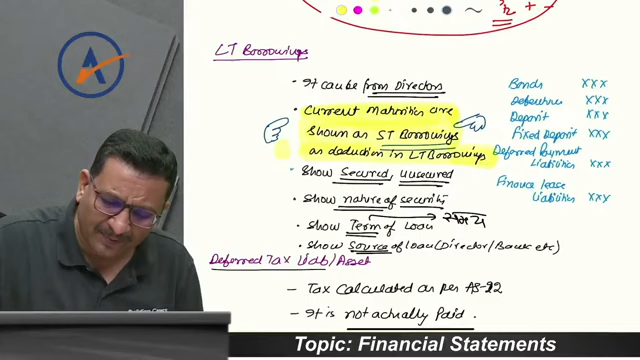 LT Borrowings
• It can be from Directors
• Current Maturities are
shown as ST Borrowings
as deduction in LT Borrowings
• Show Secured, Unsecured
• Show nature of security
• Show Term of Loan
• Show Source of loan (Director/Bank etc)
Bonds XXX
Debentures XXX
Deposit XXX
Fixed Deposit XXX
Deferred Payment
Liabilities XXX
Finance lease
Liabilities XXX
Deferred Tax Liab/Asset
– Tax calculated as per AS-22
– It is not actually Paid.
Topic: Financial Statements